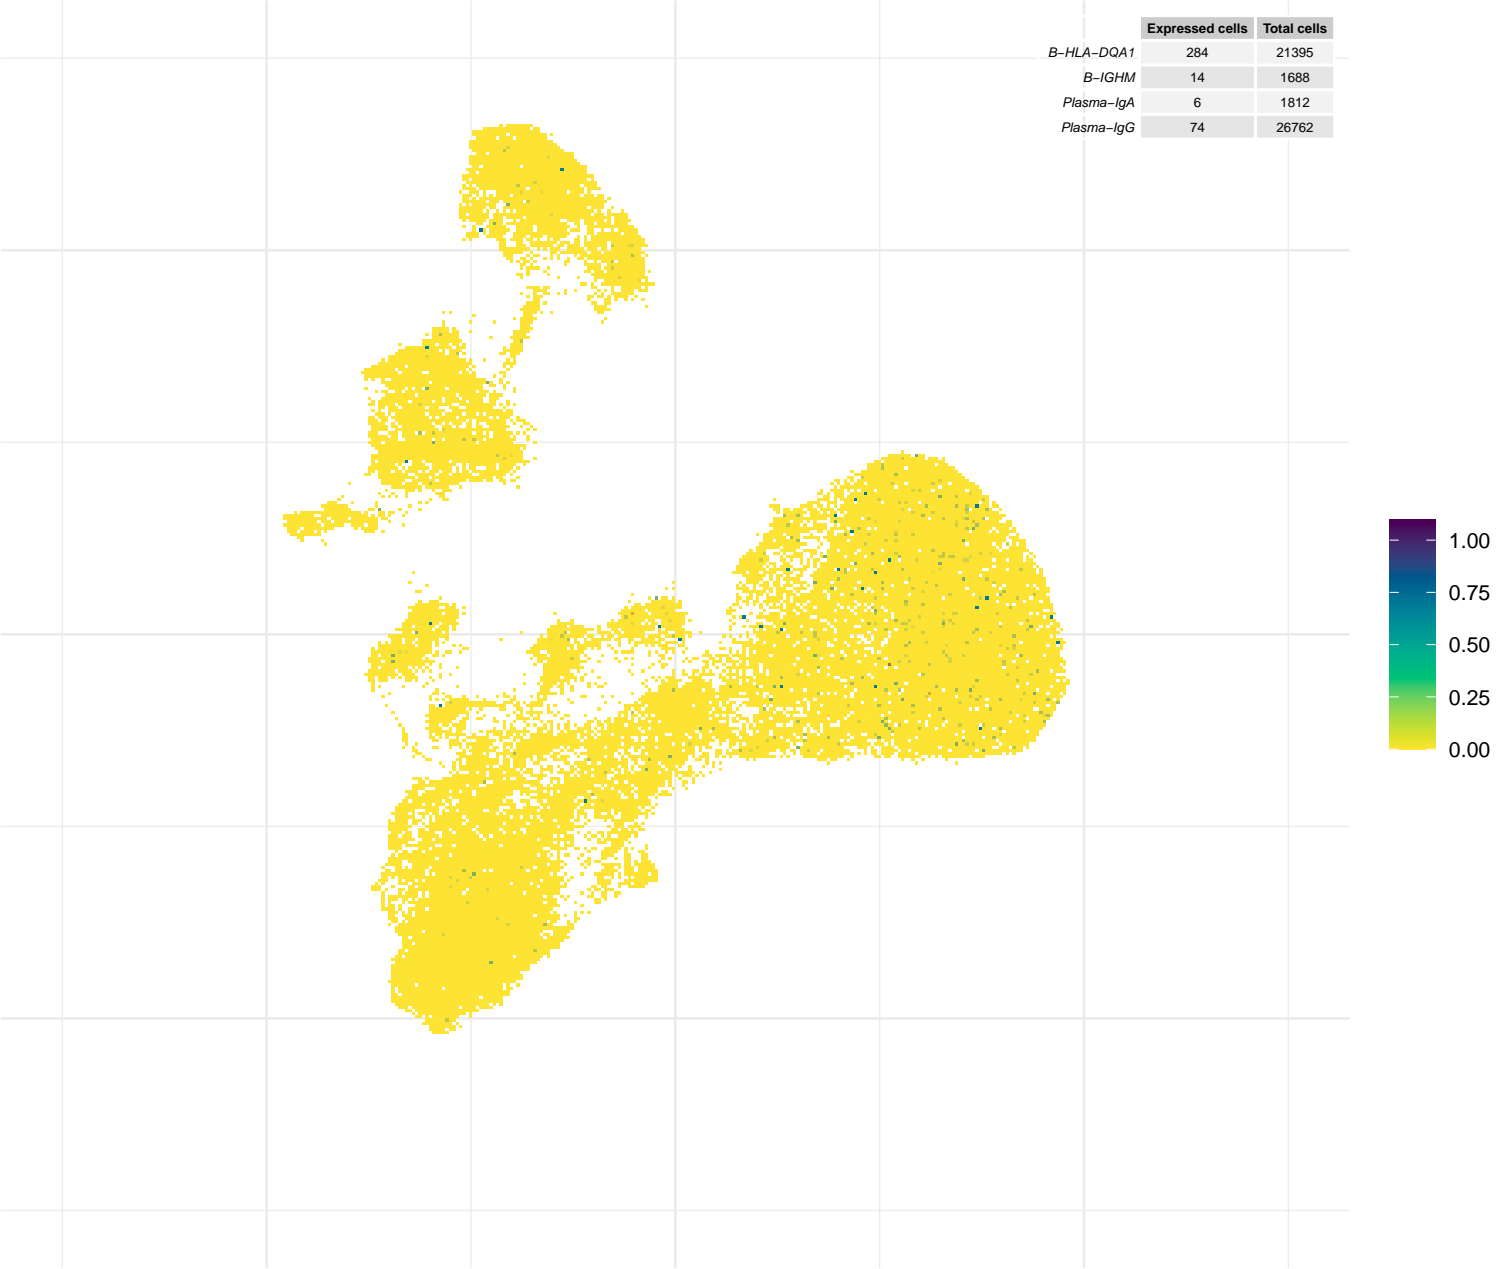 Expressed cells Total cells
B−HLA−DQA1 284 21395
B−IGHM 14 1688
Plasma−IgA 6 1812
Plasma−IgG 74 26762
1.00
0.75
0.50
0.25
0.00